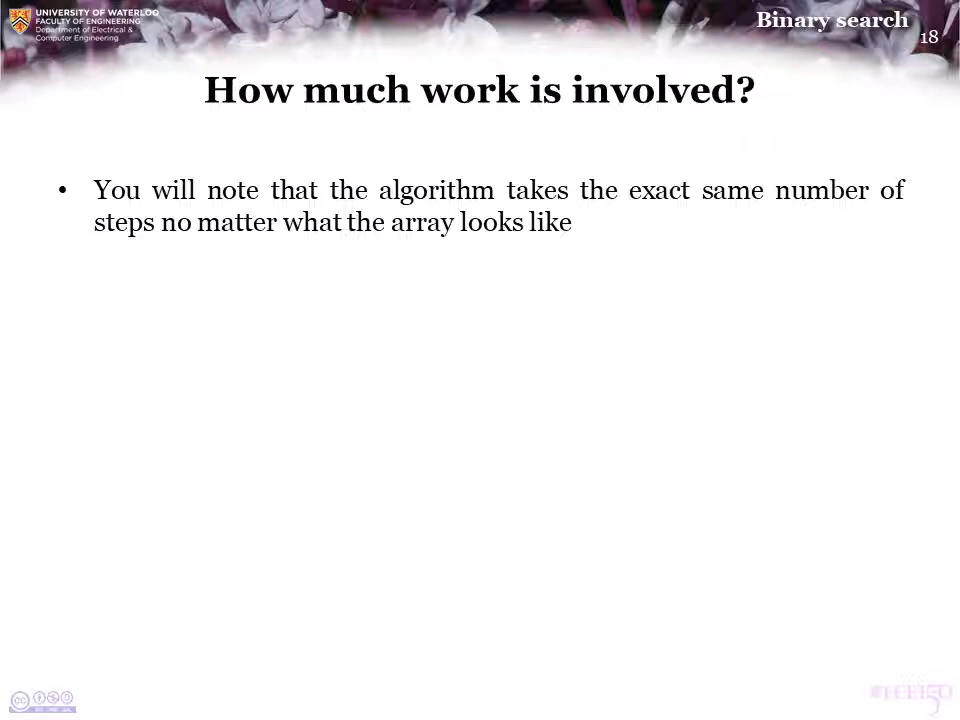 UNIVERSITY OF WATERLOO
FACULTY OF ENGINEERING
Department of Electrical &
Computer Engineering
Binary search
18
How much work is involved?
• You will note that the algorithm takes the exact same number of
steps no matter what the array looks like